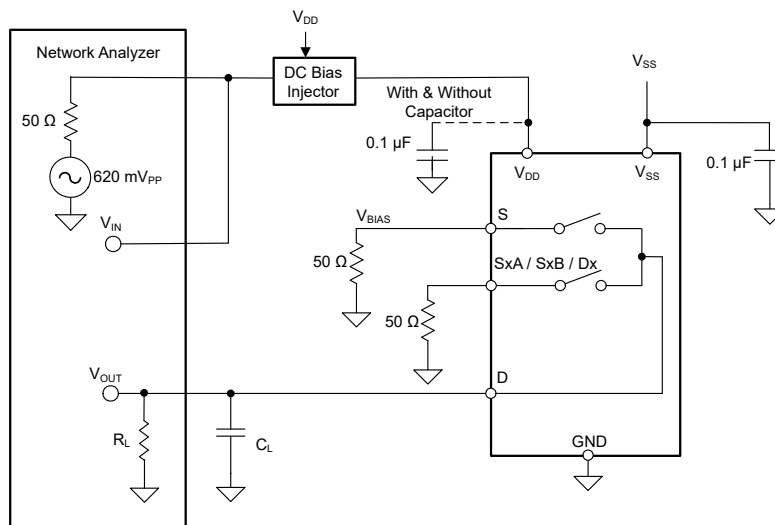 V_DD
Network Analyzer
DC Bias
Injector
V_SS
With & Without
Capacitor
50 Ω
0.1 µF
0.1 µF
620 mV_PP
V_DD
V_SS
V_IN
V_BIAS
S
50 Ω
SxA / SxB / Dx
50 Ω
V_OUT
D
R_L
C_L
GND